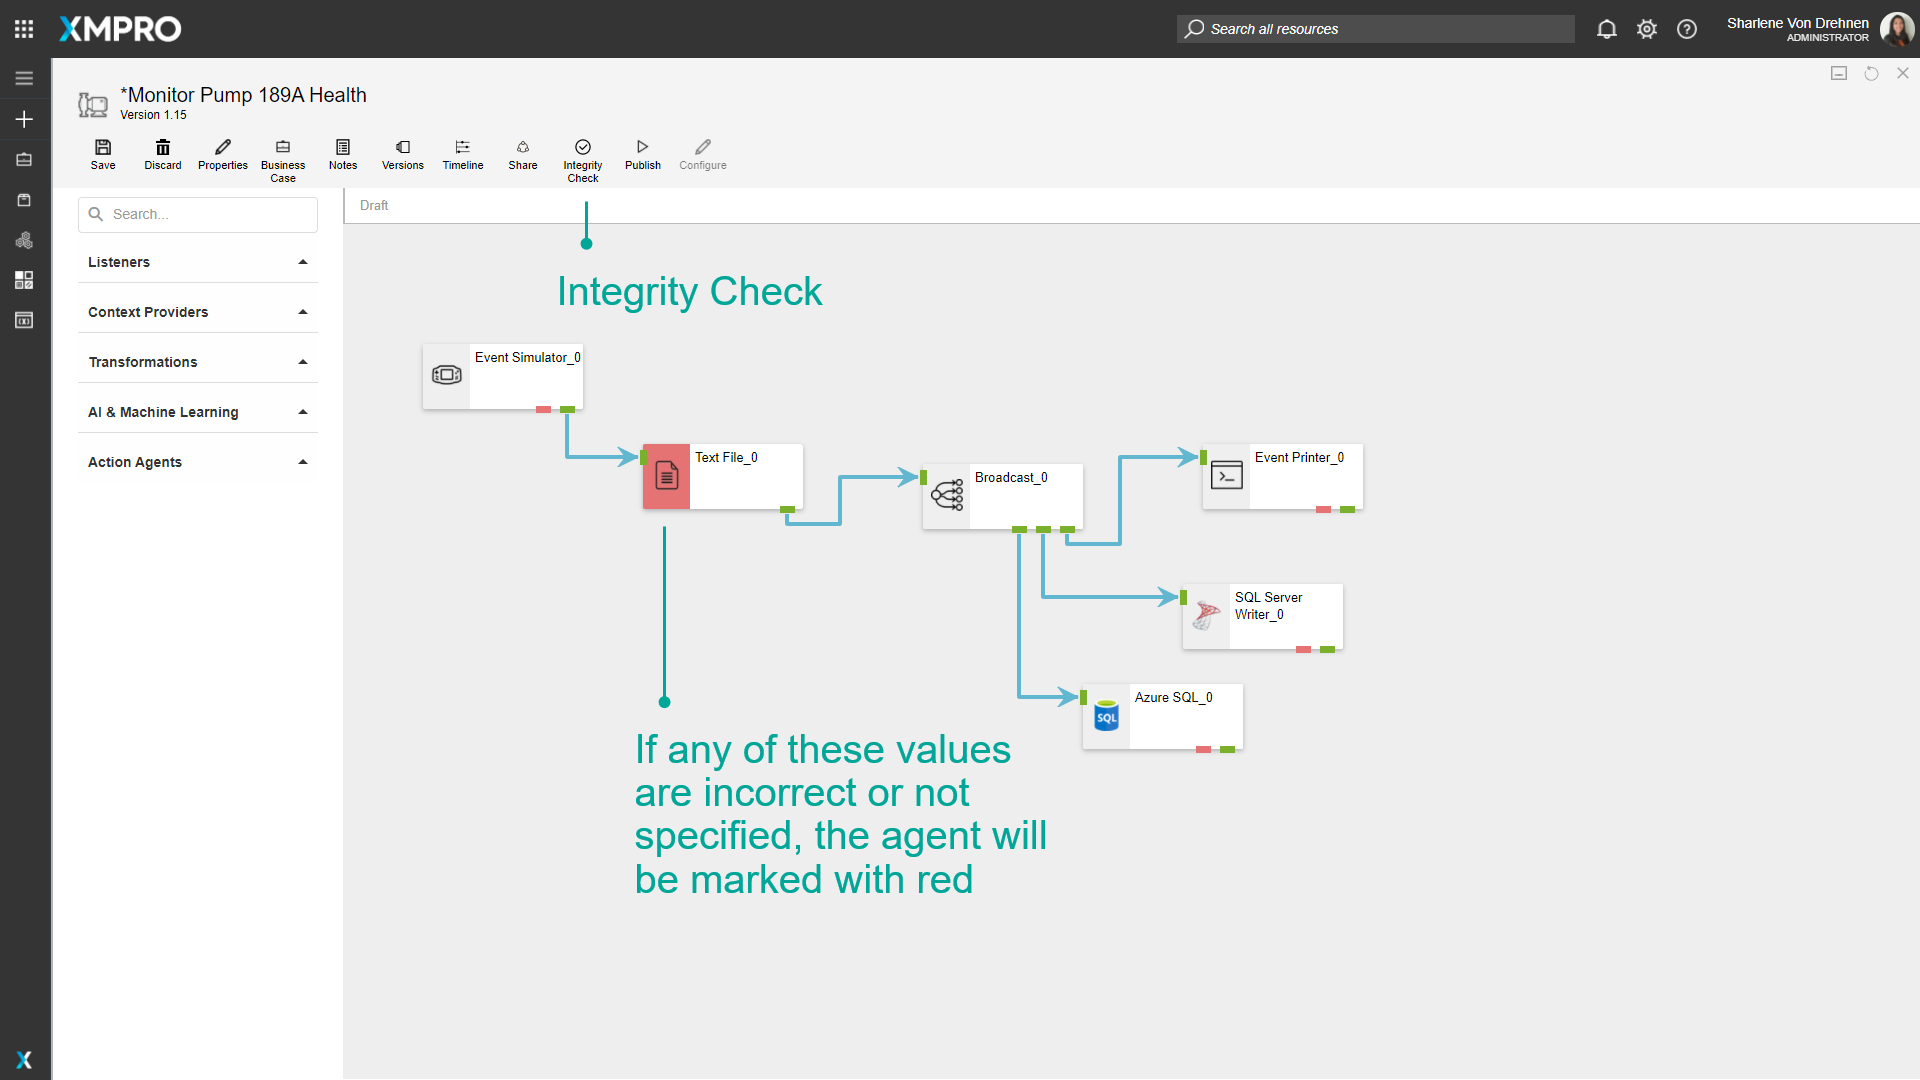 XMPRO
Search all resources
Sharlene Von Drehnen
ADMINISTRATOR
*Monitor Pump 189A Health
Version 1.15
Save
Discard
Properties
Business
Case
Notes
Versions
Timeline
Share
Integrity
Check
Publish
Configure
Search...
Draft
Listeners
Context Providers
Transformations
AI & Machine Learning
Action Agents
Integrity Check
Event Simulator_0
Text File_0
Broadcast_0
Event Printer_0
SQL Server
Writer_0
Azure SQL_0
SQL
If any of these values
are incorrect or not
specified, the agent will
be marked with red